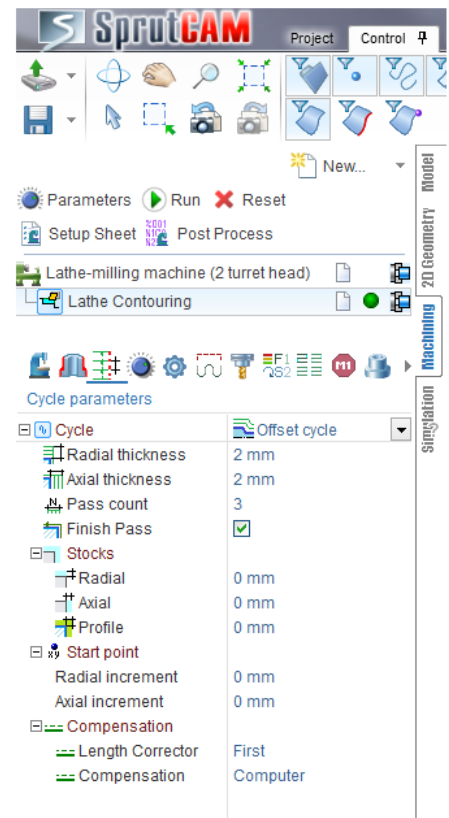 SprutCAM
Project Control
New...
Parameters Run Reset
Setup Sheet Post Process
Lathe-milling machine (2 turret head)
Lathe Contouring
Cycle parameters
Cycle Offset cycle
Radial thickness 2 mm
Axial thickness 2 mm
Pass count 3
Finish Pass
Stocks
Radial 0 mm
Axial 0 mm
Profile 0 mm
Start point
Radial increment 0 mm
Axial increment 0 mm
Compensation
Length Corrector First
Compensation Computer
Model
2D Geometry
Machining
Simulation